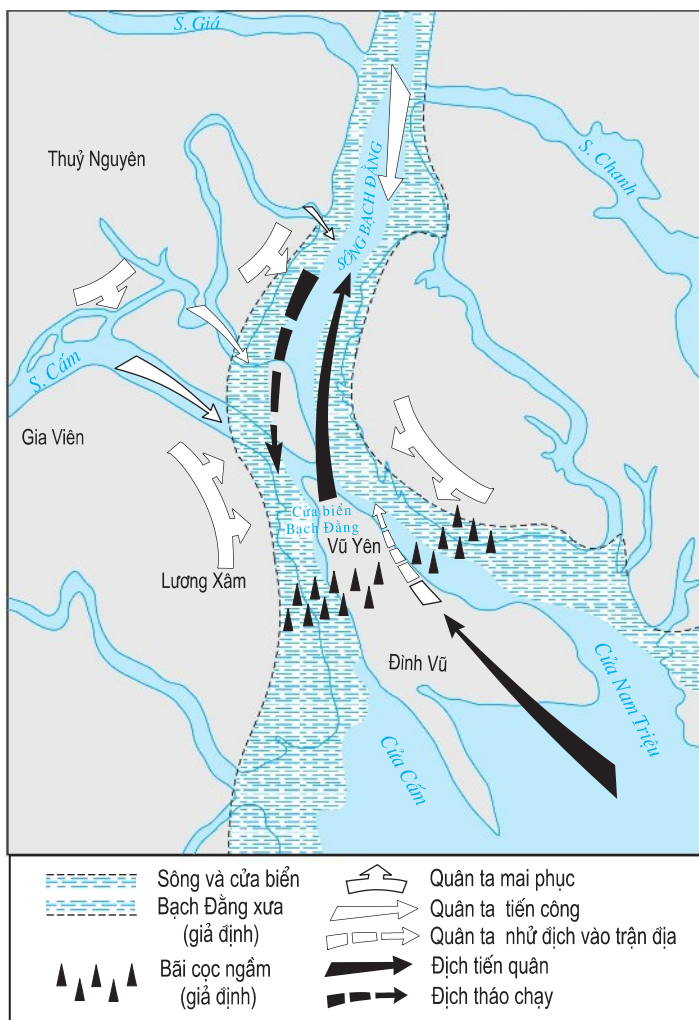 S. Giá
Thuỷ Nguyên
S. Chanh
SÔNG BẠCH ĐẰNG
S. Cấm
Gia Viên
Cửa biển
Bạch Đằng
Vũ Yên
Lương Xâm
Đình Vũ
Cửa Nam Triệu
Cửa Cấm
Sông và cửa biển
Bạch Đằng xưa
(giả định)
Bãi cọc ngầm
(giả định)
Quân ta mai phục
Quân ta tiến công
Quân ta nhử địch vào trận địa
Địch tiến quân
Địch tháo chạy